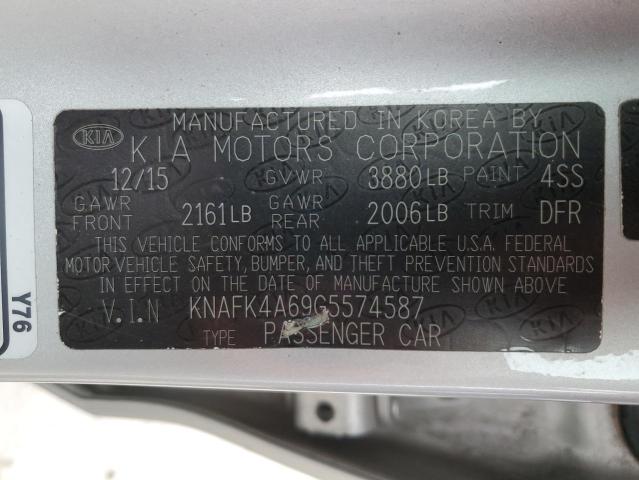 MANUFACTURED IN KOREA BY
KIA KIA MOTORS CORPORATION
12/15 GVWR 3880LB PAINT 4SS
GAWR FRONT 2161LB GAWR REAR 2006LB TRIM DFR
THIS VEHICLE CONFORMS TO ALL APPLICABLE U.S.A. FEDERAL
MOTOR VEHICLE SAFETY, BUMPER, AND THEFT PREVENTION STANDARDS
IN EFFECT ON THE DATE OF MANUFACTURE SHOWN ABOVE
V.I.N KNAFK4A69G5574587
TYPE PASSENGER CAR
Y76